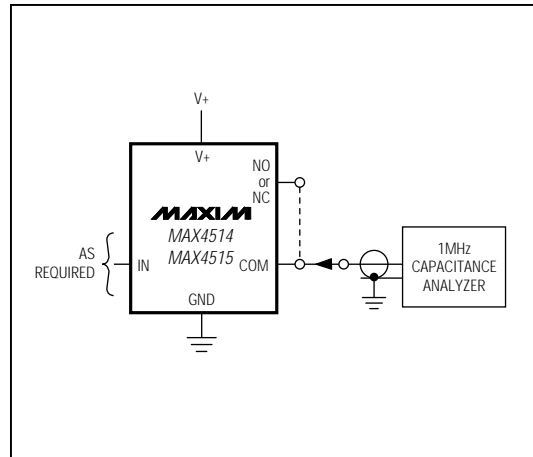 V+
V+
NO
or
NC
MAXIM
MAX4514
MAX4515
AS
REQUIRED
IN
COM
GND
1MHz
CAPACITANCE
ANALYZER